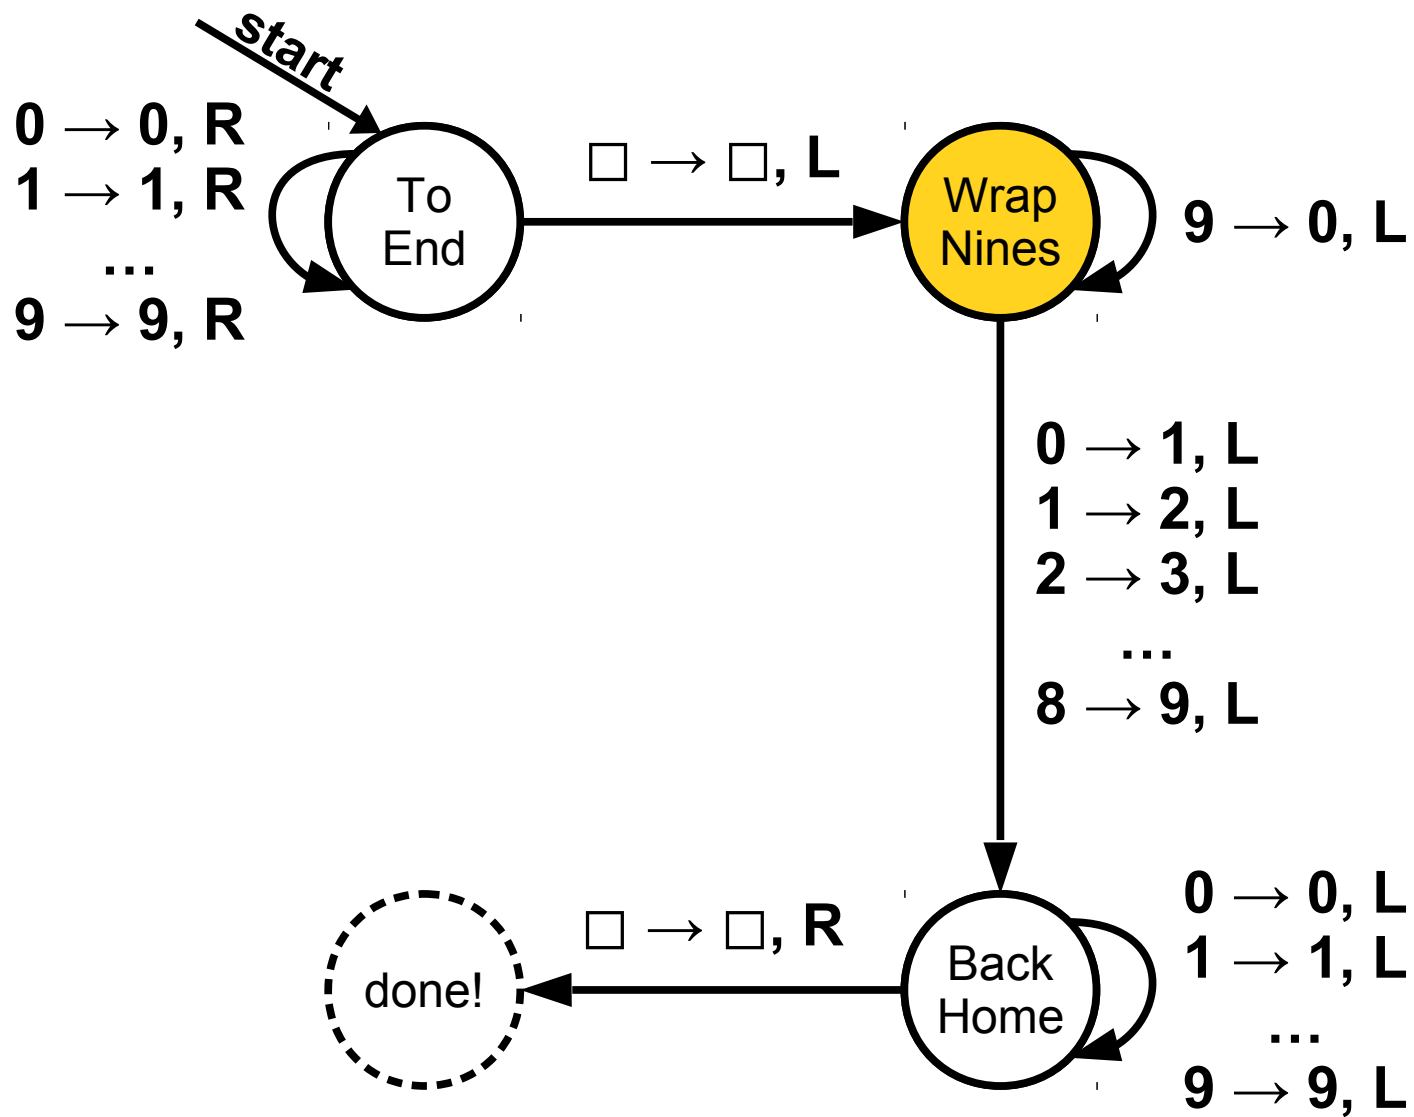 start
0 → 0, R
1 → 1, R
...
9 → 9, R
To
End
□ → □, L
Wrap
Nines
9 → 0, L
0 → 1, L
1 → 2, L
2 → 3, L
...
8 → 9, L
done!
□ → □, R
Back
Home
0 → 0, L
1 → 1, L
...
9 → 9, L